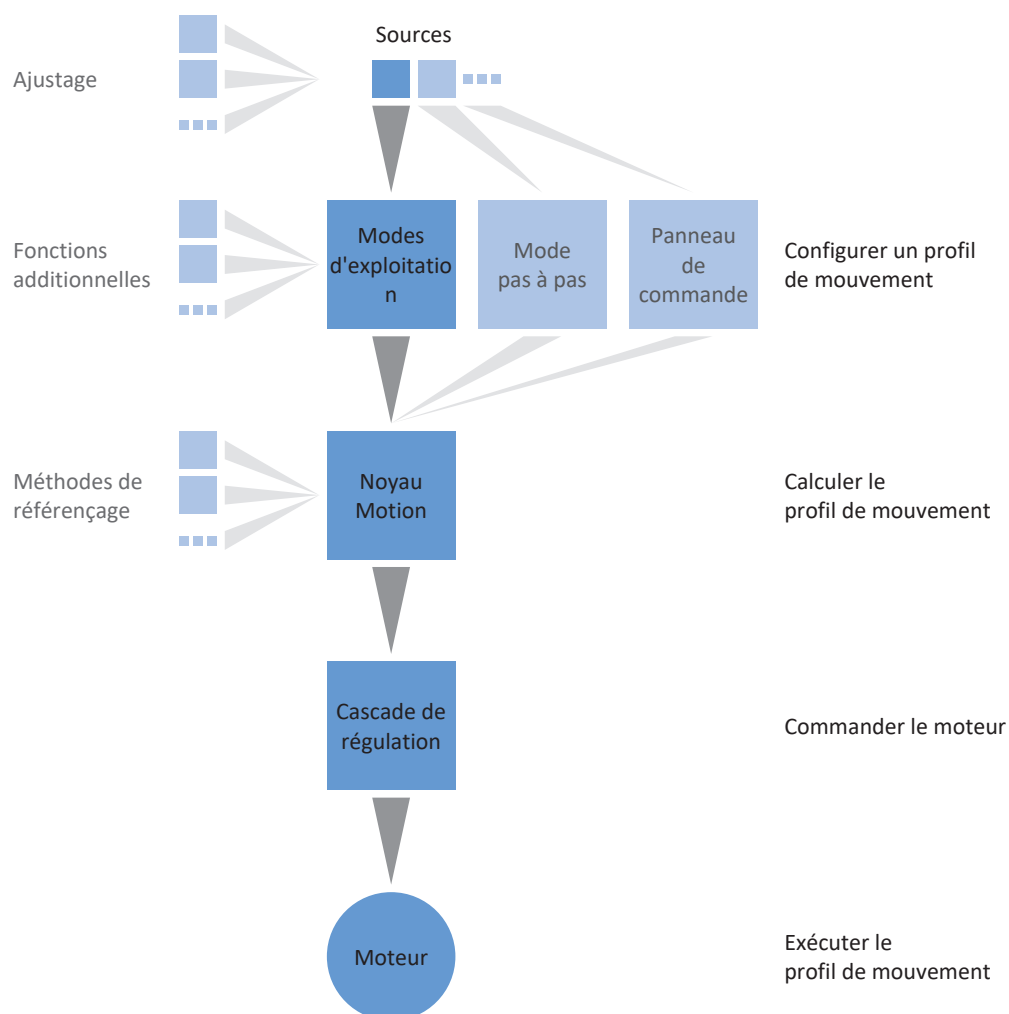 Sources
Ajustage
Fonctions
additionnelles
Modes
d'exploitatio
n
Mode
pas à pas
Panneau
de
commande
Configurer un profil
de mouvement
Méthodes de
référençage
Noyau
Motion
Calculer le
profil de mouvement
Cascade de
régulation
Commander le moteur
Moteur
Exécuter le
profil de mouvement